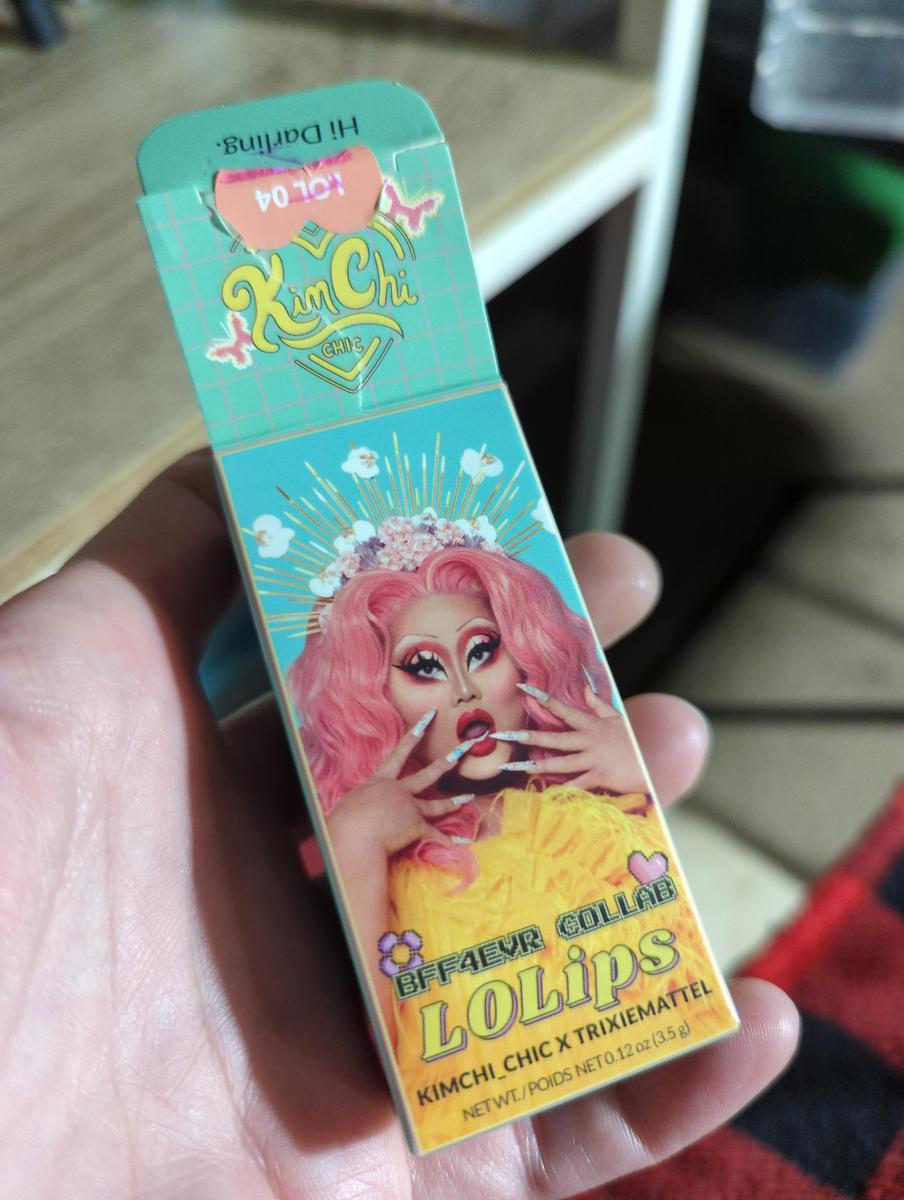 Hi Darling.
LOL 04
KimChi
CHIC
BFF4EVR COLLAB
LOLips
KIMCHI_CHIC X TRIXIEMATTEL
NET WT. / POIDS NET 0.12 oz (3.5 g)